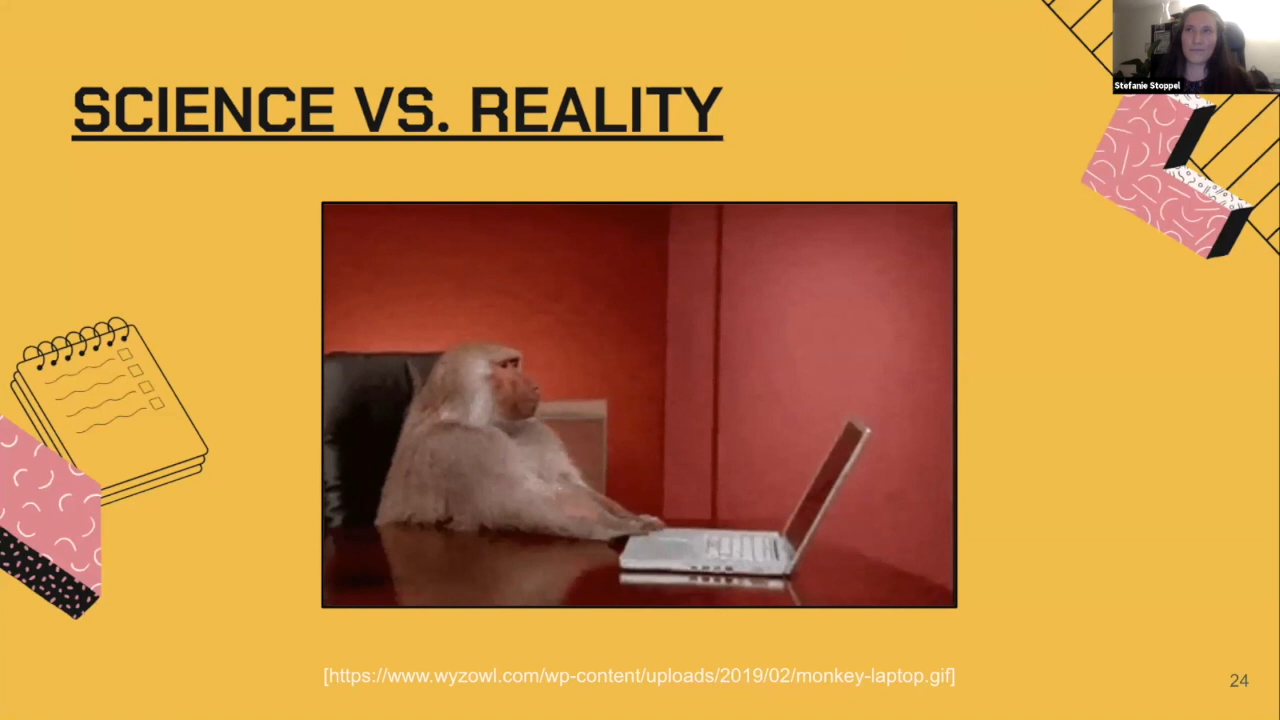 Stefanie Stoppel
SCIENCE VS. REALITY
[https://www.wyzowl.com/wp-content/uploads/2019/02/monkey-laptop.gif]
24